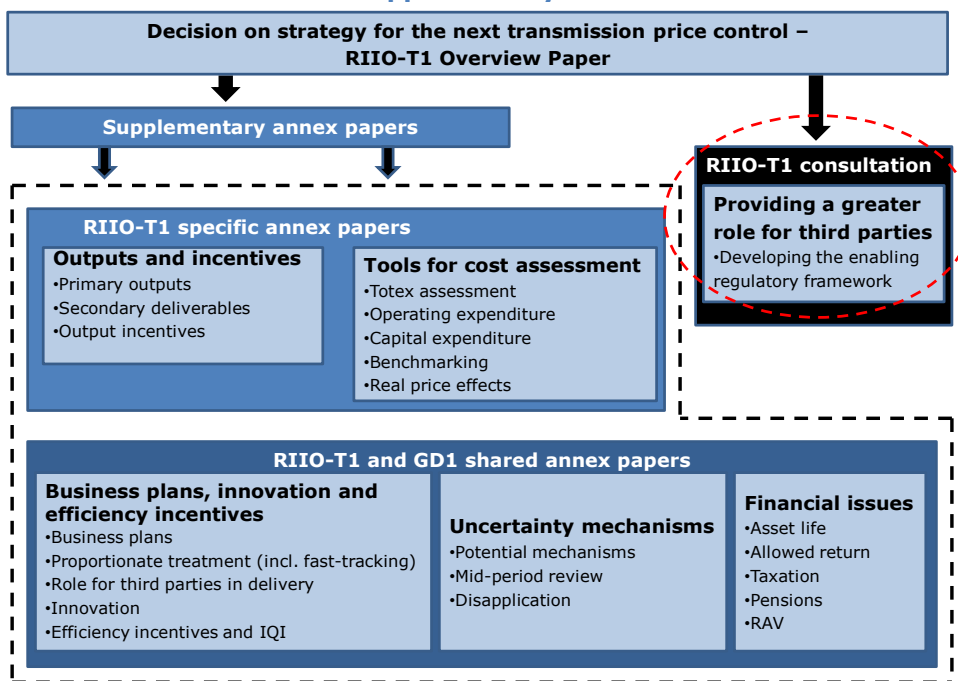 Decision on strategy for the next transmission price control –
RIIO-T1 Overview Paper
Supplementary annex papers
RIIO-T1 consultation
Providing a greater
role for third parties
•Developing the enabling
regulatory framework
RIIO-T1 specific annex papers
Outputs and incentives
•Primary outputs
•Secondary deliverables
•Output incentives
Tools for cost assessment
•Totex assessment
•Operating expenditure
•Capital expenditure
•Benchmarking
•Real price effects
RIIO-T1 and GD1 shared annex papers
Business plans, innovation and
efficiency incentives
•Business plans
•Proportionate treatment (incl. fast-tracking)
•Role for third parties in delivery
•Innovation
•Efficiency incentives and IQI
Uncertainty mechanisms
•Potential mechanisms
•Mid-period review
•Disapplication
Financial issues
•Asset life
•Allowed return
•Taxation
•Pensions
•RAV